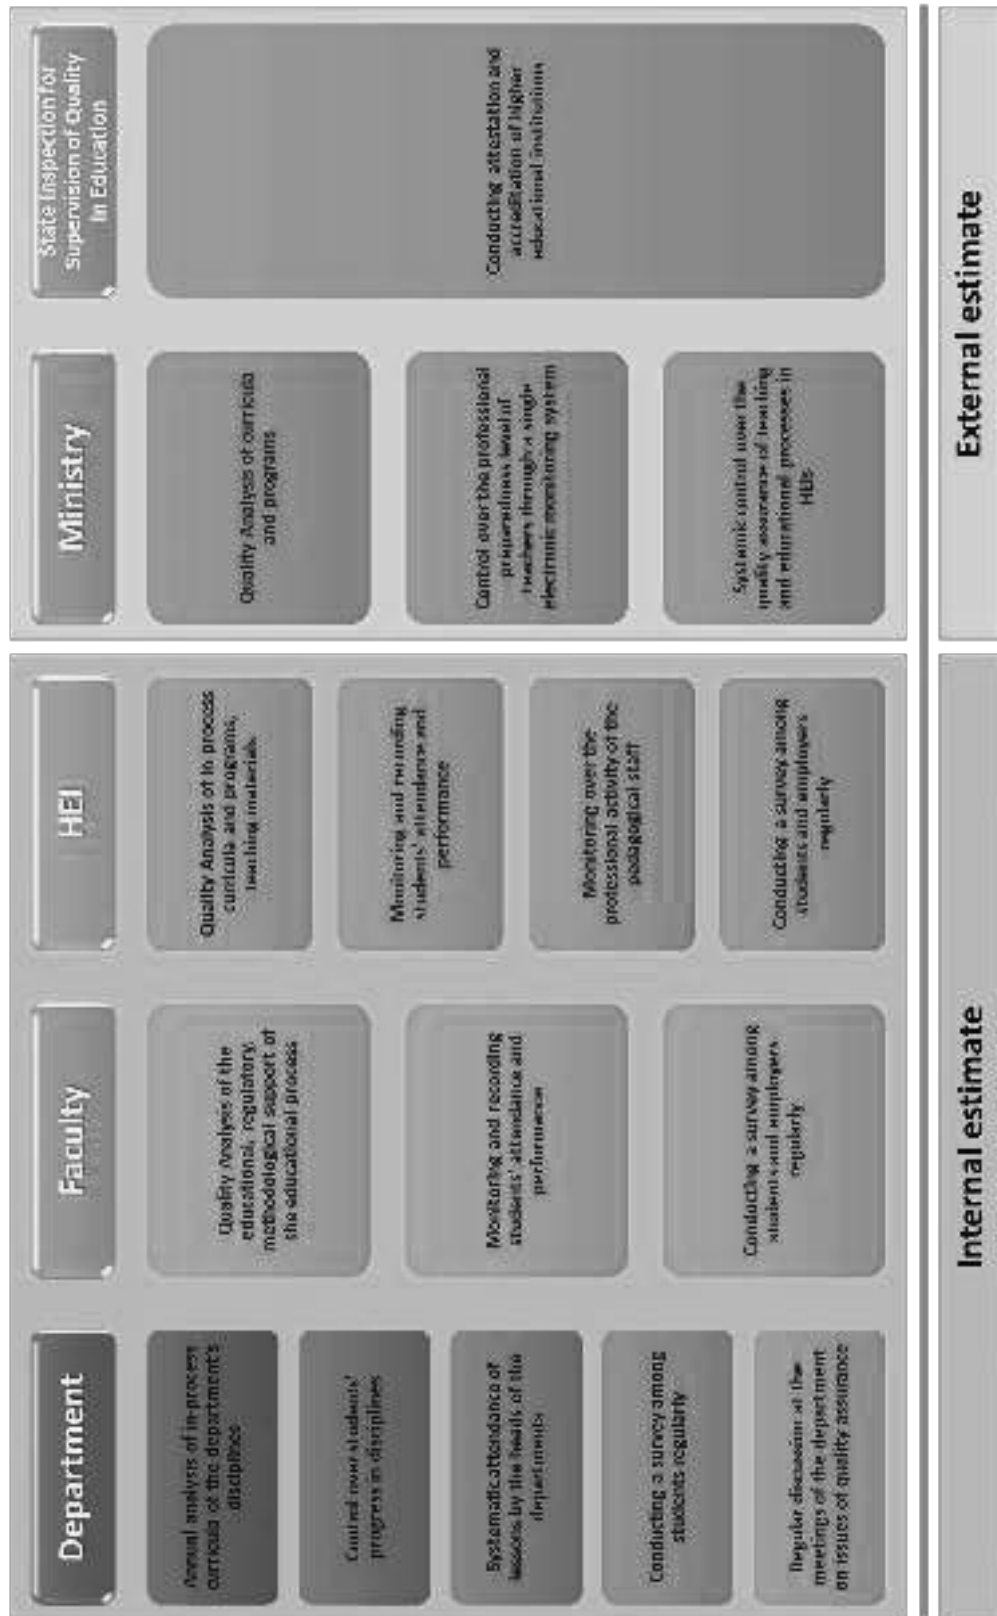 Department
Annual analysis of in-process
curricula of the department's
disciplines
Control over students'
progress in disciplines
Systematic attendance of
lessons by the heads of the
departments
Conducting a survey among
students regularly
Regular discussion at the
meetings of the department
on issues of quality assurance
Faculty
Quality Analysis of the
educational, regulatory,
methodological support of
the educational process
Monitoring and recording
students' attendance and
performance
Conducting a survey among
students and employers
regularly
HEI
Quality Analysis of in process
curricula and programs,
teaching materials
Monitoring and recording
students' attendance and
performance
Monitoring over the
professional activity of the
pedagogical staff
Conducting a survey among
students and employers
regularly
Ministry
Quality Analysis of curricula
and programs
Control over the professional
preparedness level of
teachers through a single
electronic monitoring system
Systemic control over the
quality assurance of teaching
and educational processes in
HEIs
State Inspection for
Supervision of Quality
In Education
Conducting attestation and
accreditation of higher
educational institutions
Internal estimate
External estimate